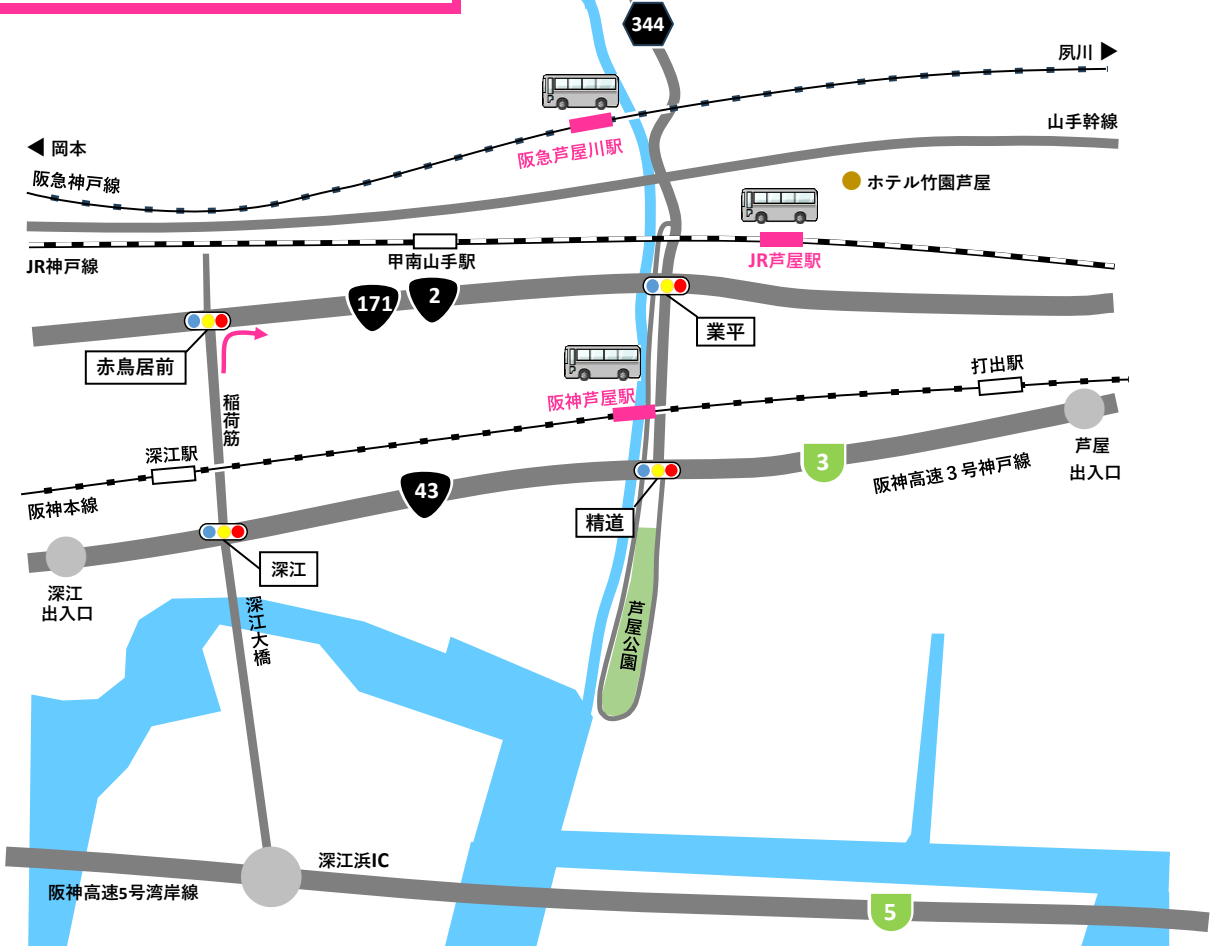 344
夙川 ▶
山手幹線
◀ 岡本
阪急神戸線
阪急芦屋川駅
ホテル竹園芦屋
JR神戸線
甲南山手駅
JR芦屋駅
171
2
業平
赤鳥居前
稲荷筋
阪神芦屋駅
打出駅
深江駅
3
芦屋
出入口
阪神高速３号神戸線
阪神本線
43
精道
深江
深江
出入口
深江大橋
芦屋公園
深江浜IC
阪神高速5号湾岸線
5